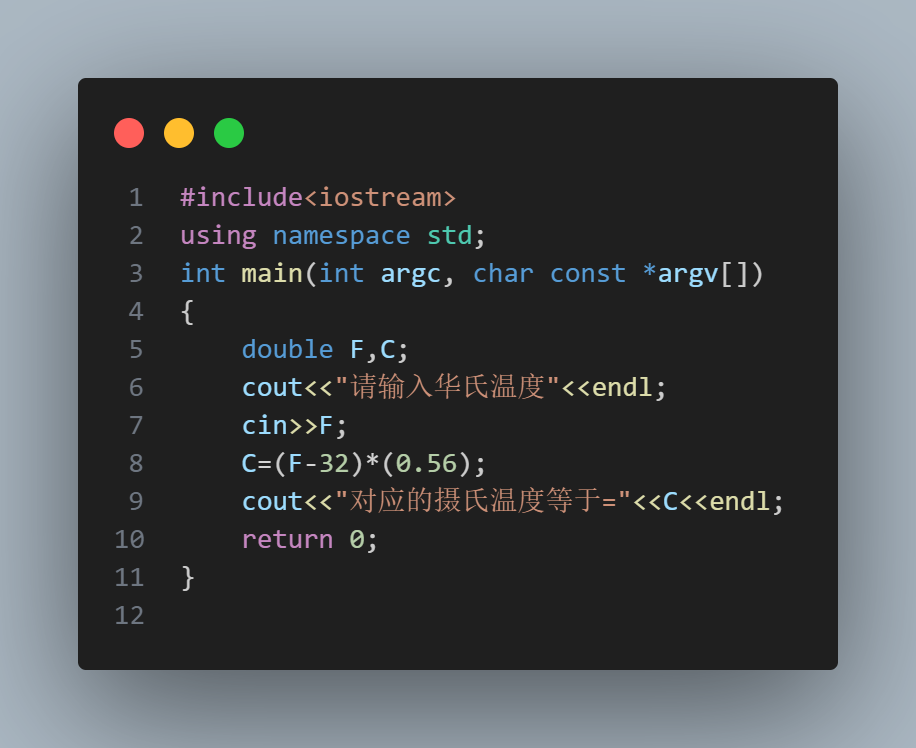 1 #include<iostream>
2 using namespace std;
3 int main(int argc, char const *argv[])
4 {
5     double F,C;
6     cout<<"请输入华氏温度"<<endl;
7     cin>>F;
8     C=(F-32)*(0.56);
9     cout<<"对应的摄氏温度等于="<<C<<endl;
10     return 0;
11 }
12